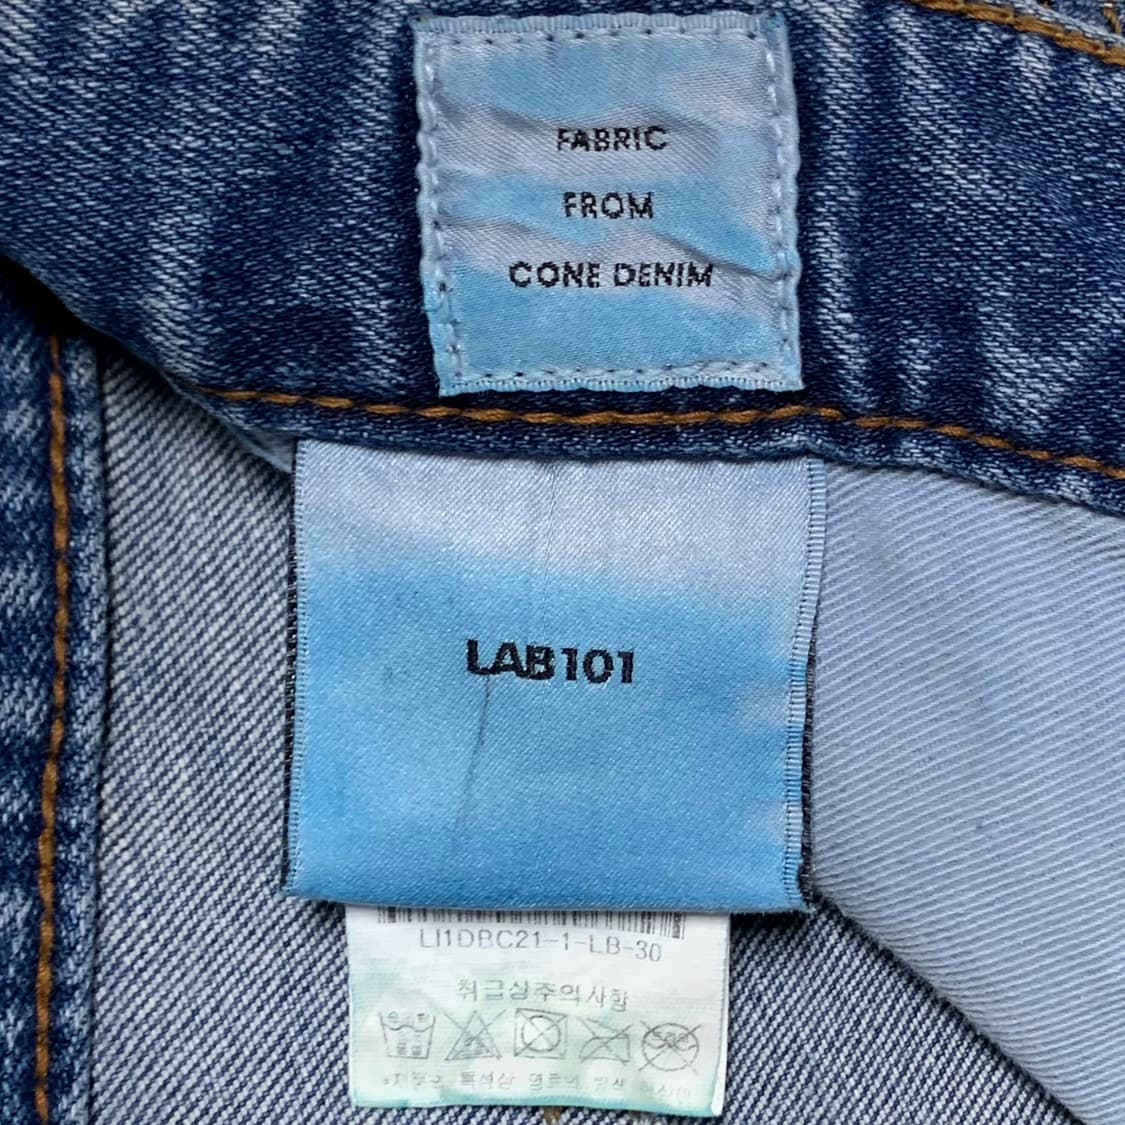 FABRIC
FROM
CONE DENIM
LAB101
LI1DBC21-1-LB-30
취급상주의사항